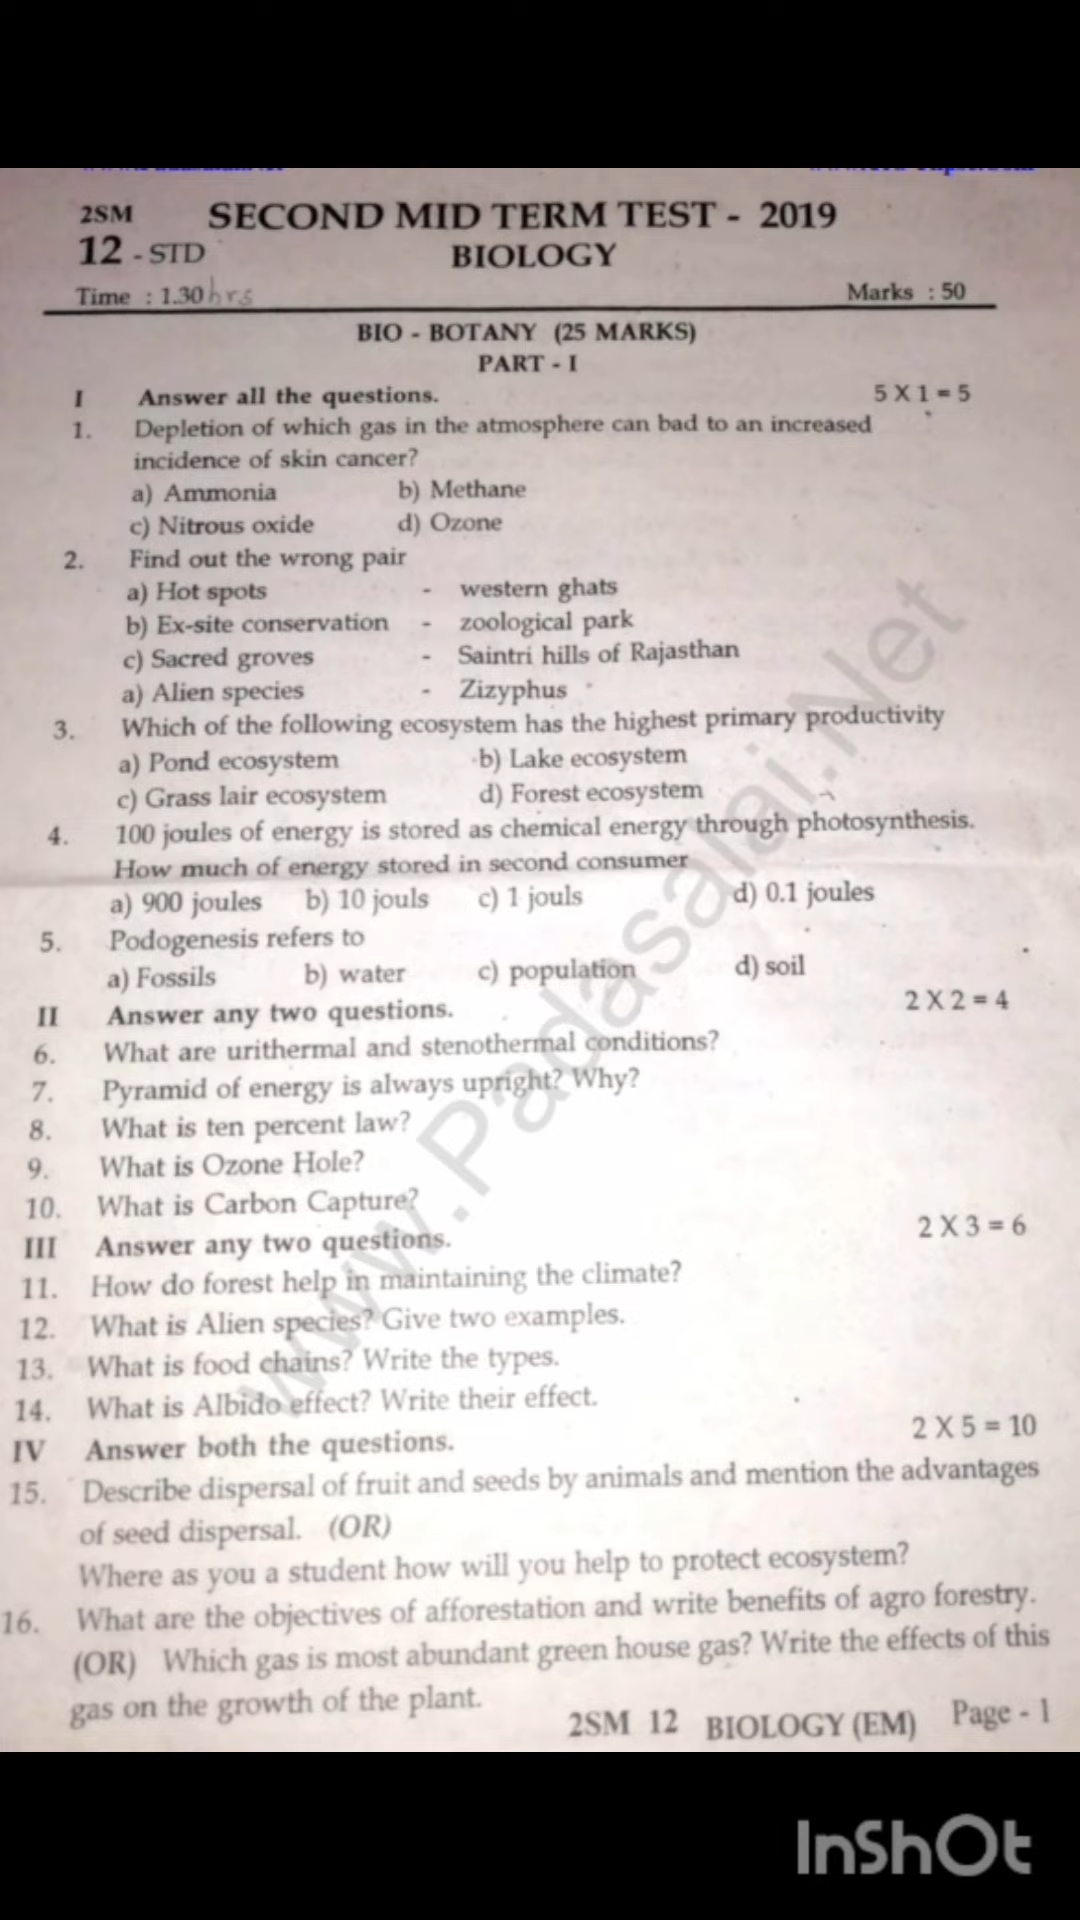 2SM SECOND MID TERM TEST - 2019
12 - STD BIOLOGY
Time : 1.30 hrs Marks : 50
BIO - BOTANY (25 MARKS)
PART - I
I Answer all the questions. 5 X 1 = 5
1. Depletion of which gas in the atmosphere can bad to an increased
incidence of skin cancer?
a) Ammonia b) Methane
c) Nitrous oxide d) Ozone
2. Find out the wrong pair
a) Hot spots - western ghats
b) Ex-site conservation - zoological park
c) Sacred groves - Saintri hills of Rajasthan
a) Alien species - Zizyphus
3. Which of the following ecosystem has the highest primary productivity
a) Pond ecosystem b) Lake ecosystem
c) Grass lair ecosystem d) Forest ecosystem
4. 100 joules of energy is stored as chemical energy through photosynthesis.
How much of energy stored in second consumer
a) 900 joules b) 10 jouls c) 1 jouls d) 0.1 joules
5. Podogenesis refers to
a) Fossils b) water c) population d) soil
II Answer any two questions. 2 X 2 = 4
6. What are urithermal and stenothermal conditions?
7. Pyramid of energy is always upright? Why?
8. What is ten percent law?
9. What is Ozone Hole?
10. What is Carbon Capture?
III Answer any two questions. 2 X 3 = 6
11. How do forest help in maintaining the climate?
12. What is Alien species? Give two examples.
13. What is food chains? Write the types.
14. What is Albido effect? Write their effect.
IV Answer both the questions. 2 X 5 = 10
15. Describe dispersal of fruit and seeds by animals and mention the advantages
of seed dispersal. (OR)
Where as you a student how will you help to protect ecosystem?
16. What are the objectives of afforestation and write benefits of agro forestry.
(OR) Which gas is most abundant green house gas? Write the effects of this
gas on the growth of the plant.
2SM 12 BIOLOGY (EM) Page - 1
www.Padasalai.Net
InShOt